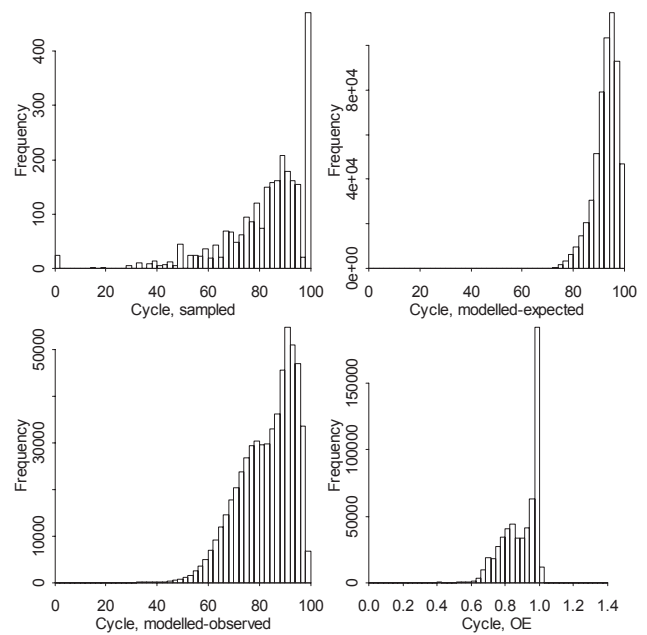 Frequency
0 100 200 300 400
0 20 40 60 80 100
Cycle, sampled
Frequency
0e+00 4e+04 8e+04
0 20 40 60 80 100
Cycle, modelled-expected
Frequency
0 10000 30000 50000
0 20 40 60 80 100
Cycle, modelled-observed
Frequency
0 50000 100000 150000
0.0 0.2 0.4 0.6 0.8 1.0 1.2 1.4
Cycle, OE